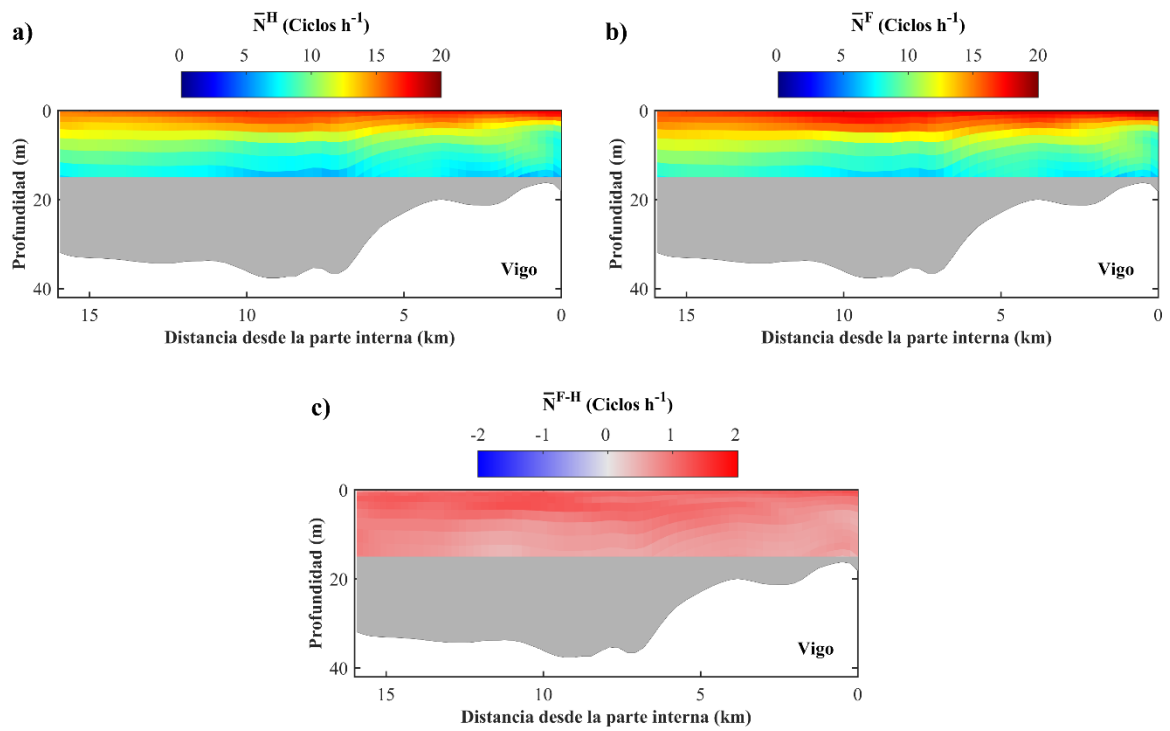 a)
N̅ᴴ (Ciclos h⁻¹)
0 5 10 15 20
0
20
40
Profundidad (m)
Vigo
15 10 5 0
Distancia desde la parte interna (km)
b)
N̅ᶠ (Ciclos h⁻¹)
0 5 10 15 20
0
20
40
Profundidad (m)
Vigo
15 10 5 0
Distancia desde la parte interna (km)
c)
N̅ᶠ⁻ᴴ (Ciclos h⁻¹)
-2 -1 0 1 2
0
20
40
Profundidad (m)
Vigo
15 10 5 0
Distancia desde la parte interna (km)